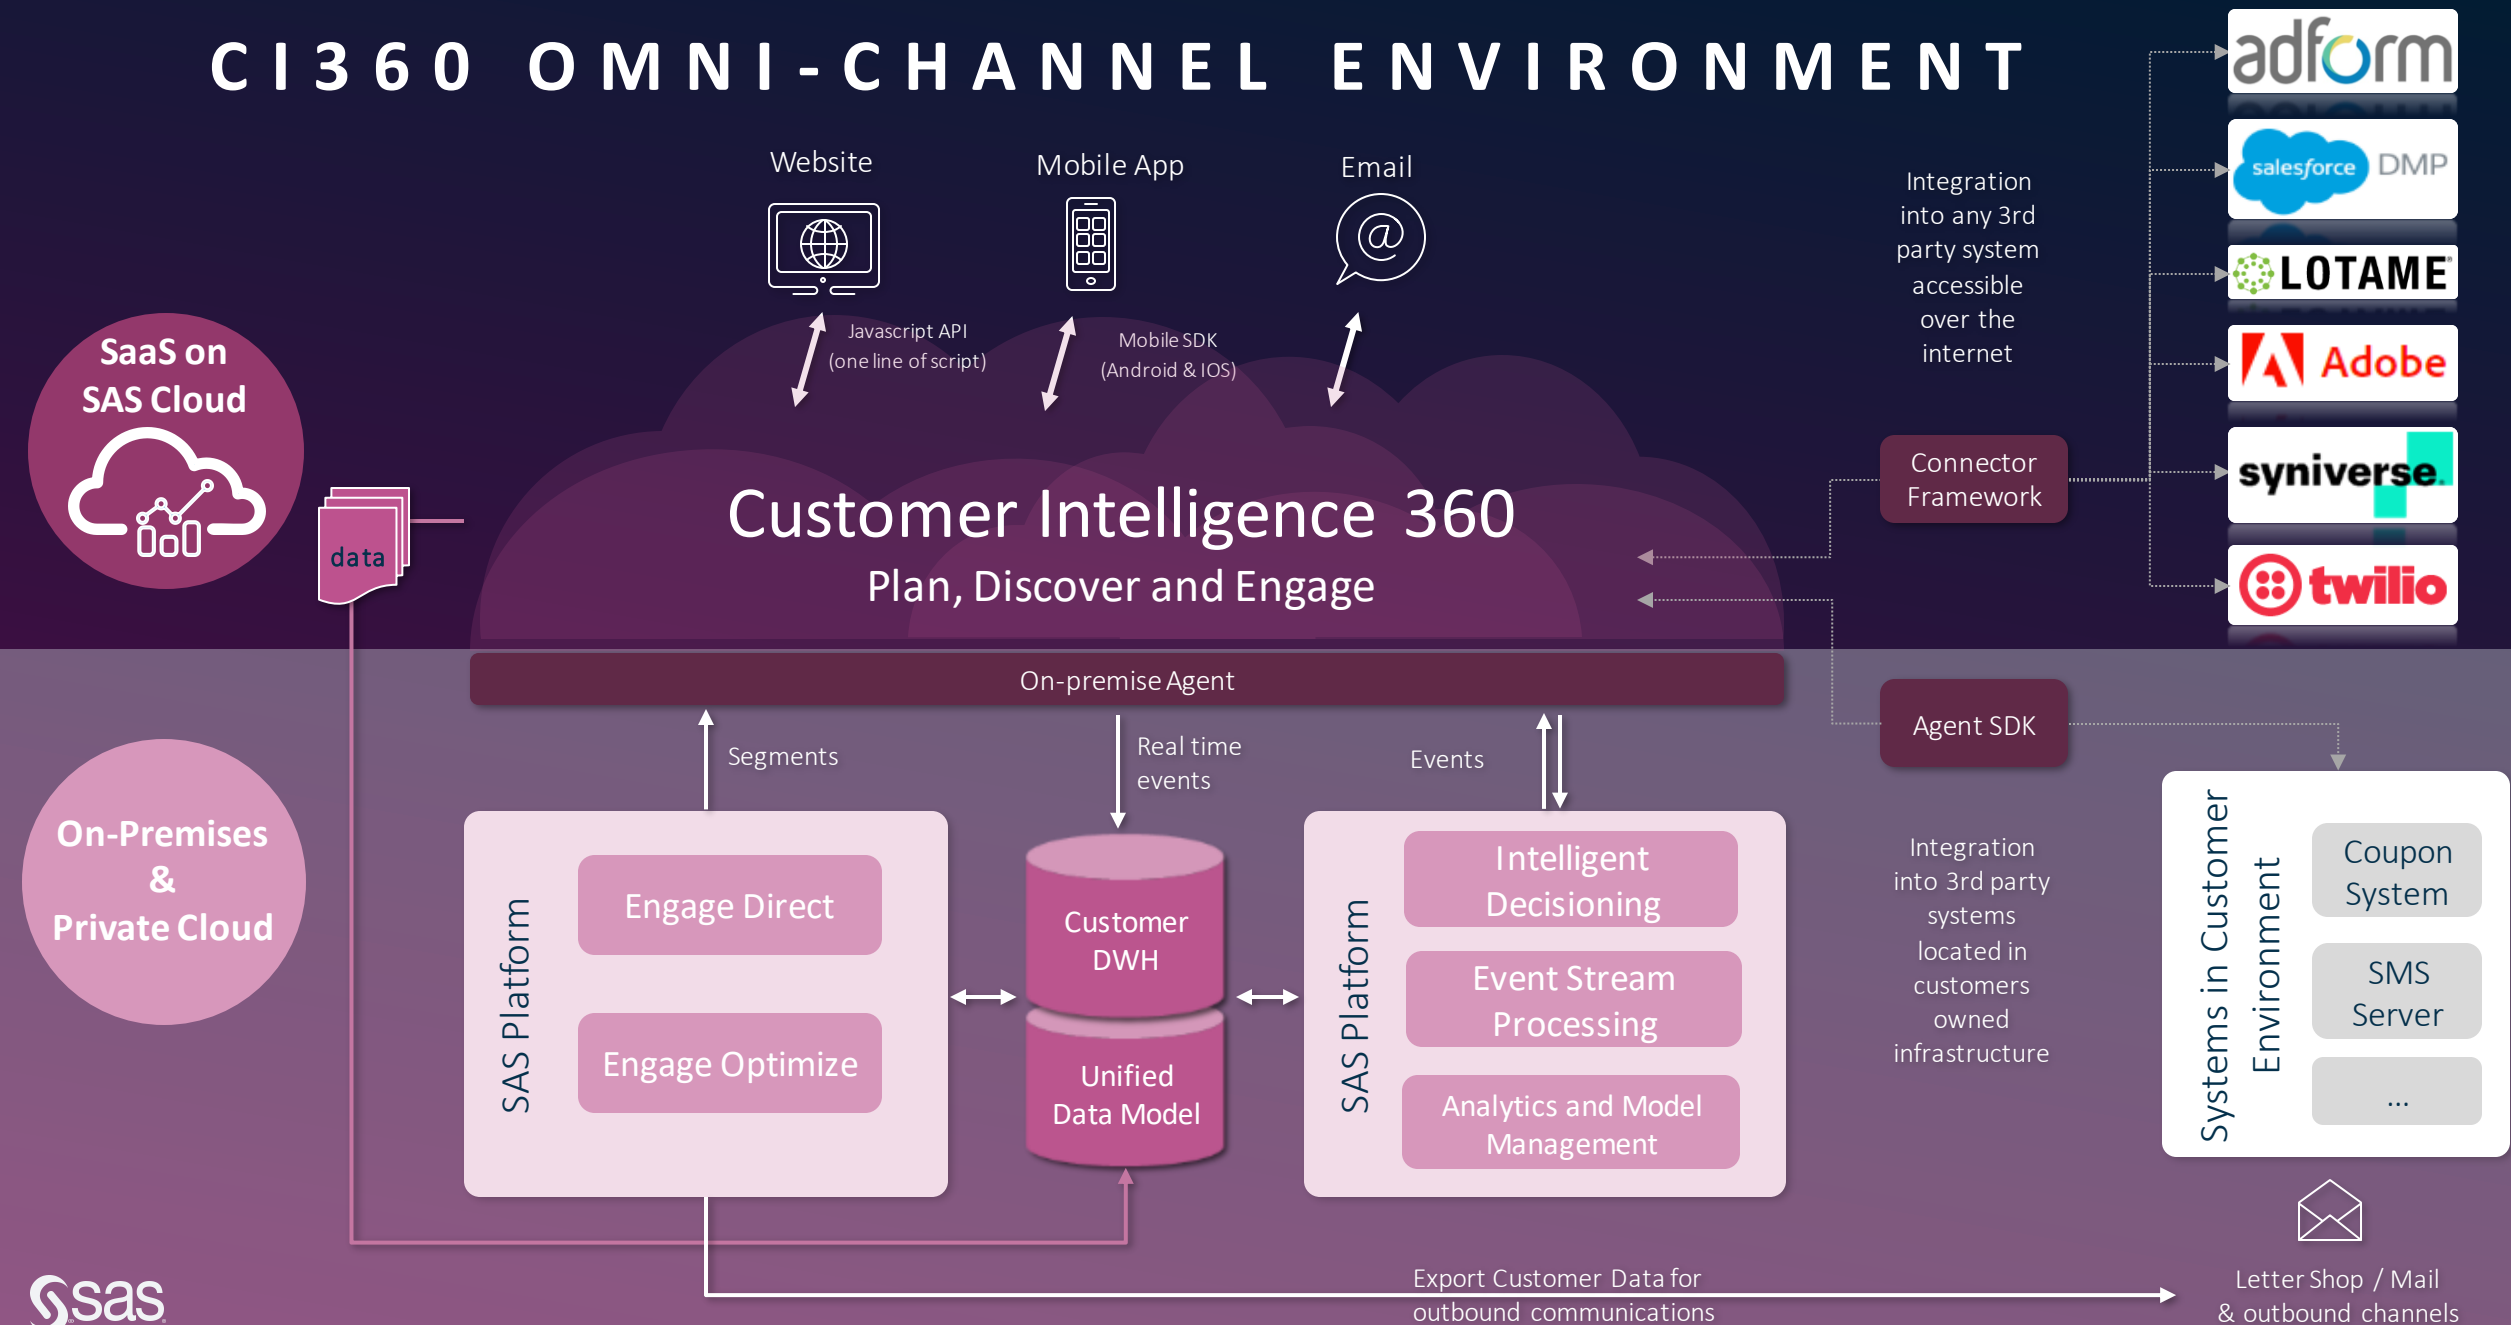 CI360 OMNI-CHANNEL ENVIRONMENT
Website
Mobile App
Email
Javascript API
(one line of script)
Mobile SDK
(Android & IOS)
@
Integration
into any 3rd
party system
accessible
over the
internet
adform
salesforce DMP
LOTAME
Adobe
syniverse.
twilio
SaaS on
SAS Cloud
data
Customer Intelligence 360
Plan, Discover and Engage
Connector
Framework
On-premise Agent
Agent SDK
Segments
Real time
events
Events
On-Premises
&
Private Cloud
SAS Platform
Engage Direct
Engage Optimize
Customer
DWH
Unified
Data Model
SAS Platform
Intelligent
Decisioning
Event Stream
Processing
Analytics and Model
Management
Integration
into 3rd party
systems
located in
customers
owned
infrastructure
Systems in Customer
Environment
Coupon
System
SMS
Server
...
Export Customer Data for
outbound communications
Letter Shop / Mail
& outbound channels
sas